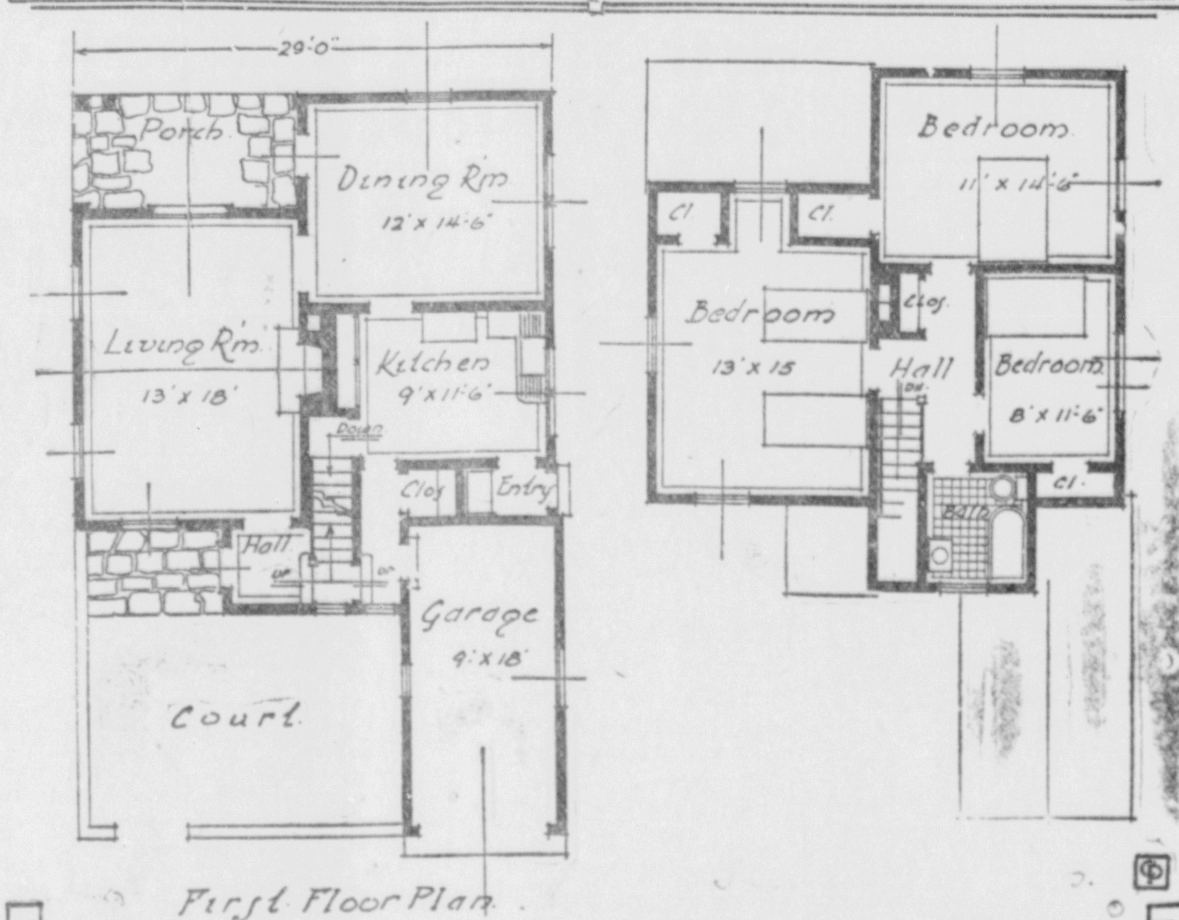 29'-0"
Porch.
Dining R'm
12' x 14'-6"
Living R'm.
13' x 18'
Kitchen
9' x 11'-6"
Down
Clos
Entry
Hall
UP
UP
Garage
9' x 18'
Court.
First Floor Plan.
Bedroom.
11' x 14'-6"
Cl.
Cl.
Bedroom
13' x 15
Clos.
Hall
Dn.
Bedroom.
8' x 11'-6"
Cl.
Bath